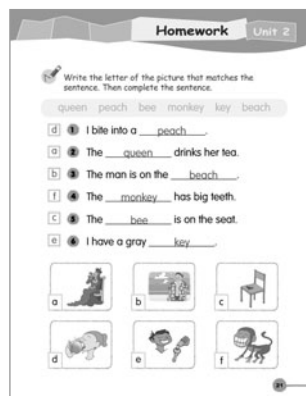 Homework Unit 2
Write the letter of the picture that matches the
sentence. Then complete the sentence.
queen peach bee monkey key beach
d 1 I bite into a peach.
a 2 The queen drinks her tea.
b 3 The man is on the beach.
f 4 The monkey has big teeth.
c 5 The bee is on the seat.
e 6 I have a gray key.
a b c
d e f
21